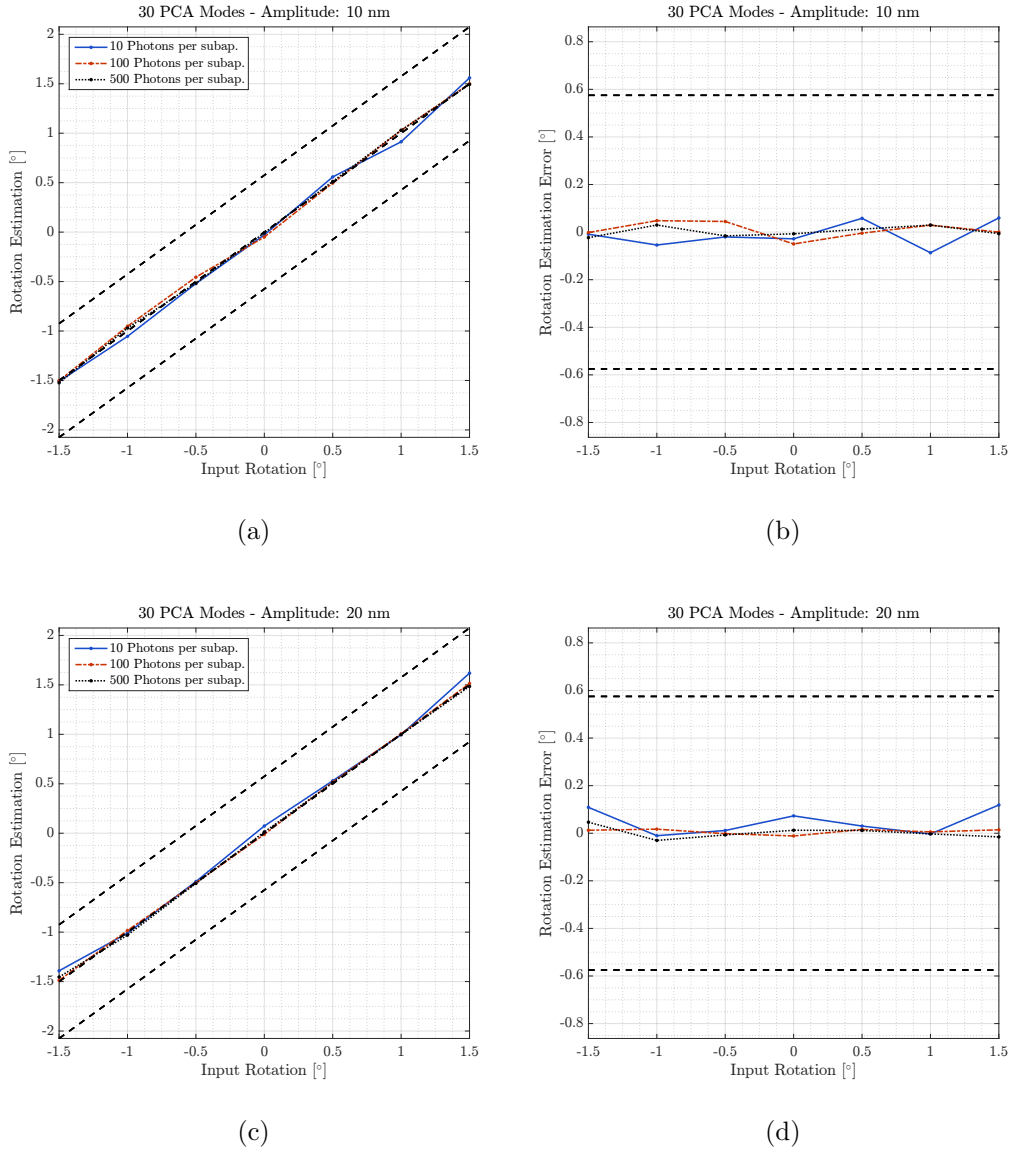 30 PCA Modes - Amplitude: 10 nm
10 Photons per subap.
100 Photons per subap.
500 Photons per subap.
Rotation Estimation [°]
2
1.5
1
0.5
0
-0.5
-1
-1.5
-2
-1.5 -1 -0.5 0 0.5 1 1.5
Input Rotation [°]
(a)
30 PCA Modes - Amplitude: 10 nm
Rotation Estimation Error [°]
0.8
0.6
0.4
0.2
0
-0.2
-0.4
-0.6
-0.8
-1.5 -1 -0.5 0 0.5 1 1.5
Input Rotation [°]
(b)
30 PCA Modes - Amplitude: 20 nm
10 Photons per subap.
100 Photons per subap.
500 Photons per subap.
Rotation Estimation [°]
2
1.5
1
0.5
0
-0.5
-1
-1.5
-2
-1.5 -1 -0.5 0 0.5 1 1.5
Input Rotation [°]
(c)
30 PCA Modes - Amplitude: 20 nm
Rotation Estimation Error [°]
0.8
0.6
0.4
0.2
0
-0.2
-0.4
-0.6
-0.8
-1.5 -1 -0.5 0 0.5 1 1.5
Input Rotation [°]
(d)